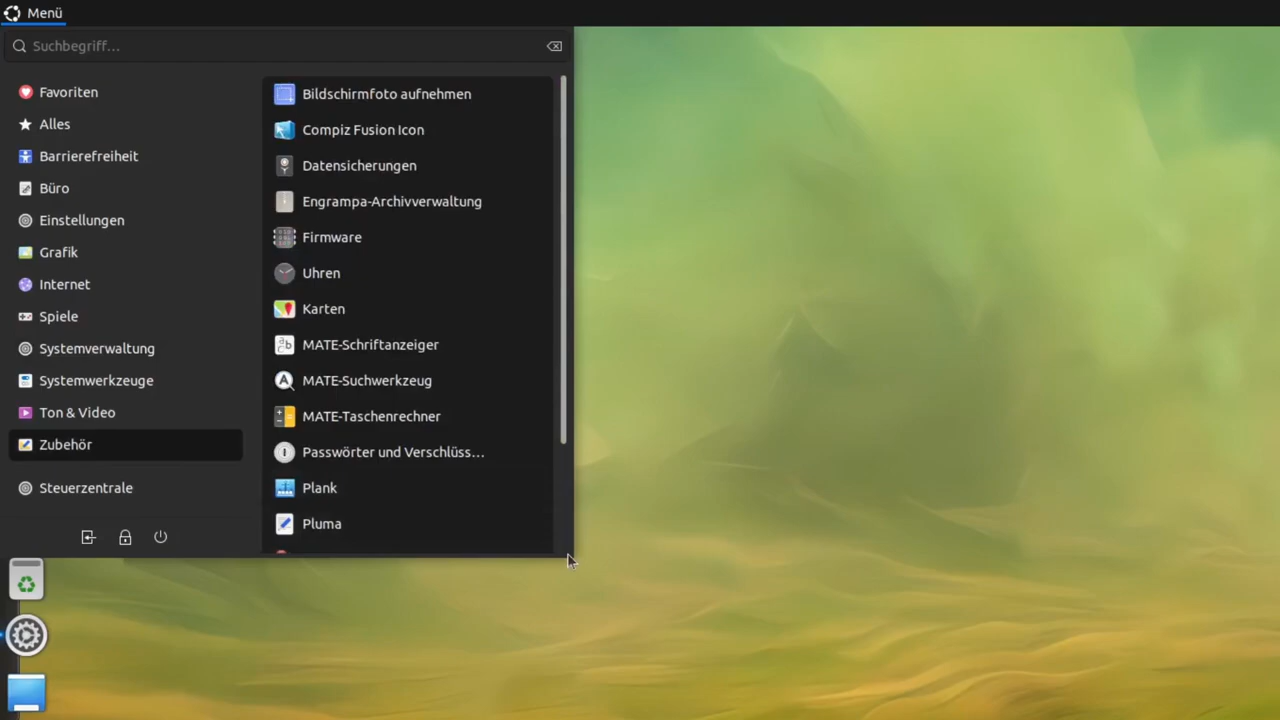 Menü
Suchbegriff...
Favoriten
Alles
Barrierefreiheit
Büro
Einstellungen
Grafik
Internet
Spiele
Systemverwaltung
Systemwerkzeuge
Ton & Video
Zubehör
Steuerzentrale
Bildschirmfoto aufnehmen
Compiz Fusion Icon
Datensicherungen
Engrampa-Archivverwaltung
Firmware
Uhren
Karten
MATE-Schriftanzeiger
MATE-Suchwerkzeug
MATE-Taschenrechner
Passwörter und Verschlüss...
Plank
Pluma